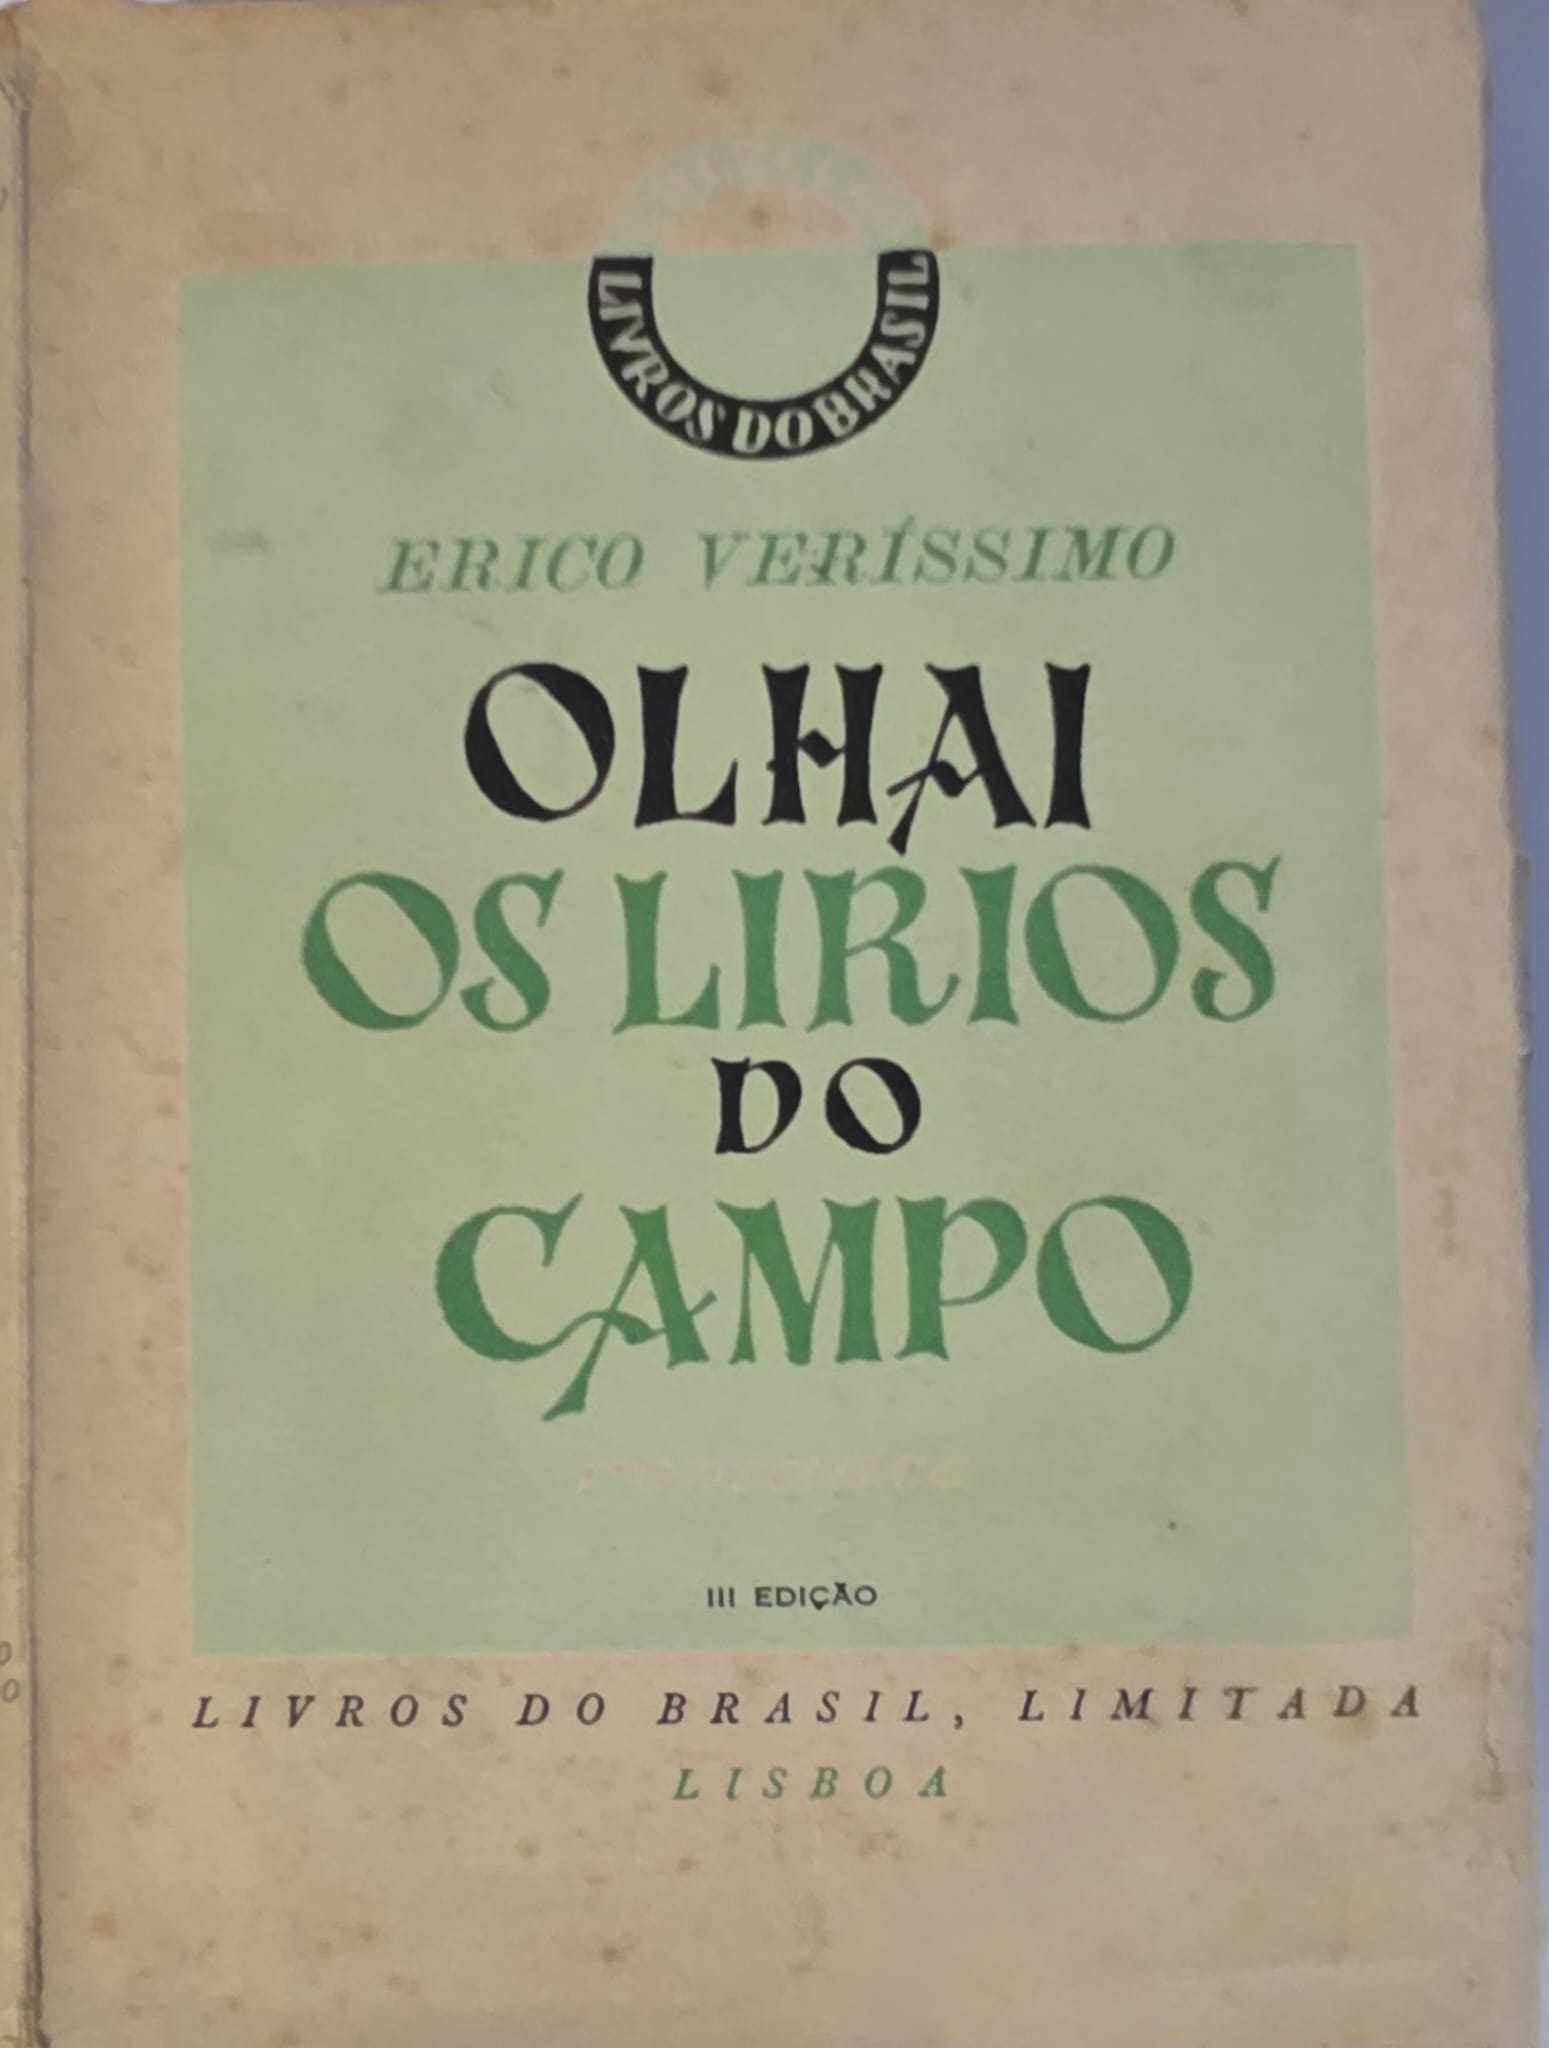 LIVROS DO BRASIL
ERICO VERÍSSIMO
OLHAI
OS LIRIOS
DO
CAMPO
III EDIÇÃO
LIVROS DO BRASIL, LIMITADA
LISBOA